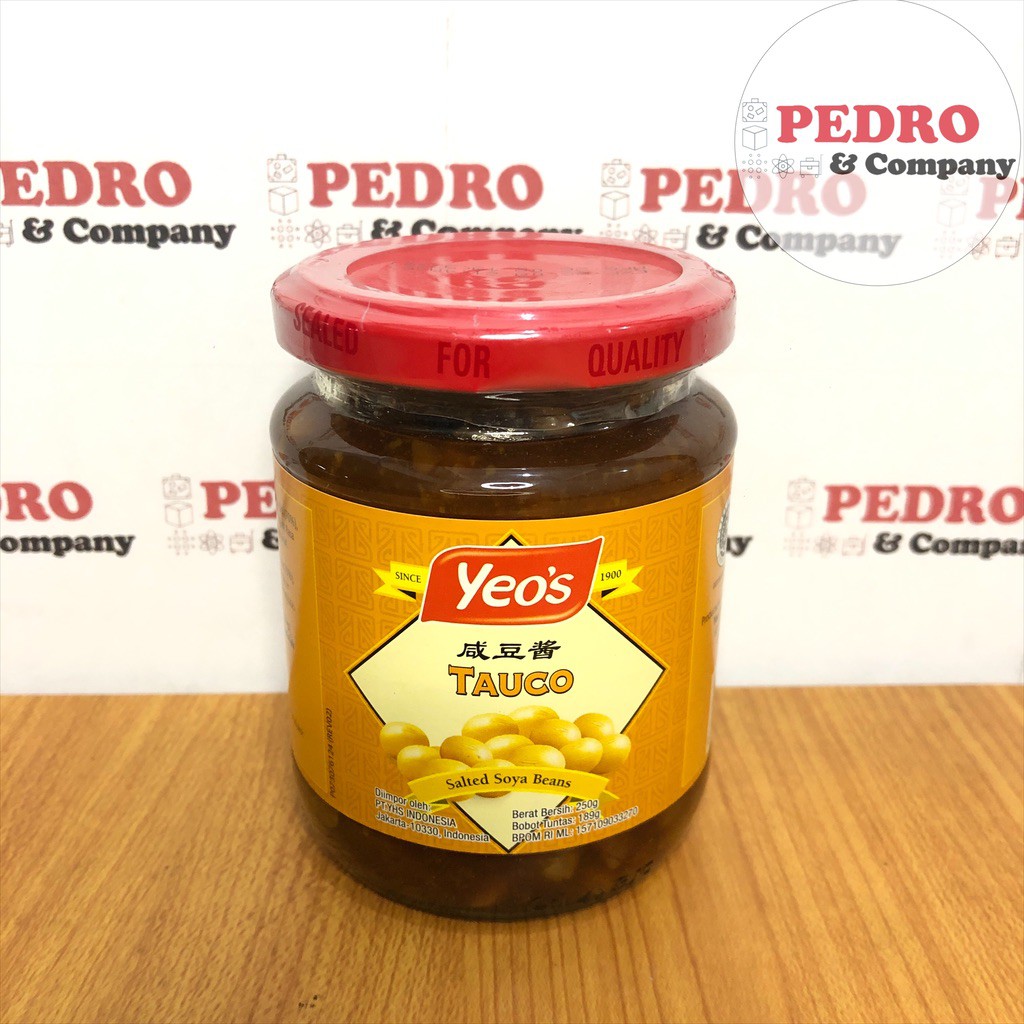 PEDRO
& Company
PEDRO
& Company
PEDRO
& Company
PEDRO
& Company
SEALED FOR QUALITY
PEDRO
& Company
SINCE 1900
Yeo's
咸豆酱
TAUCO
Salted Soya Beans
Diimpor oleh:
PT YHS INDONESIA
Jakarta-10330, Indonesia
Berat Bersih: 250g
Bobot Tuntas: 189g
BPOM RI ML: 157109033270